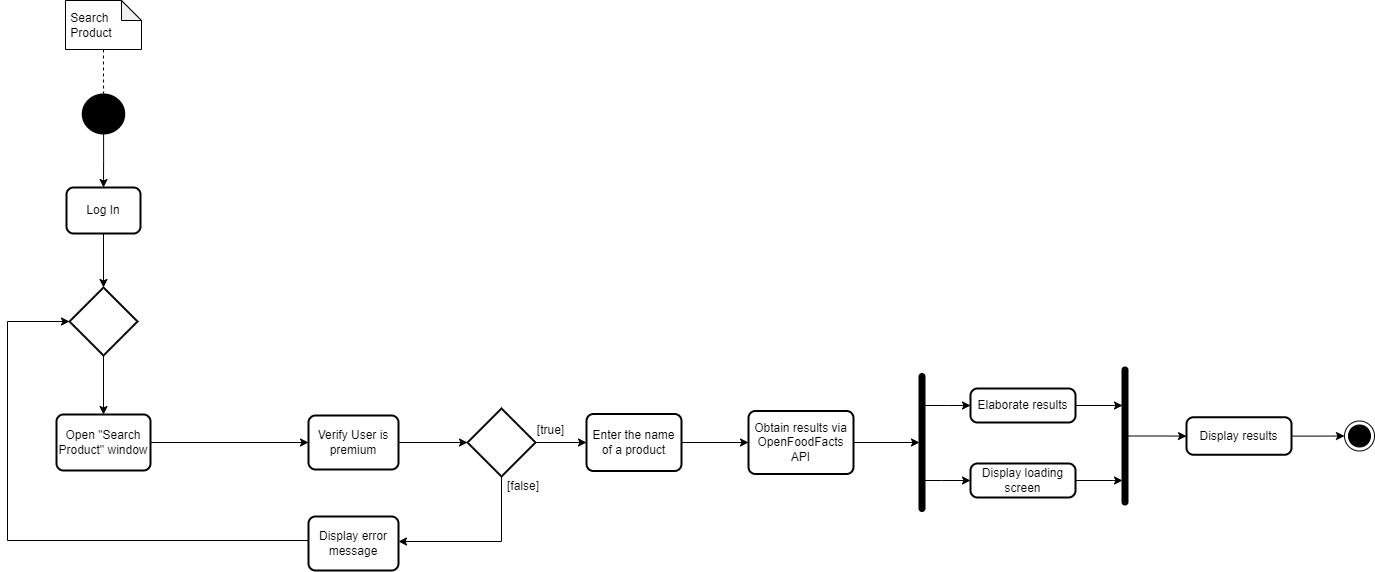 Search
Product
Log In
Open "Search
Product" window
Verify User is
premium
[true]
[false]
Display error
message
Enter the name
of a product
Obtain results via
OpenFoodFacts
API
Elaborate results
Display loading
screen
Display results